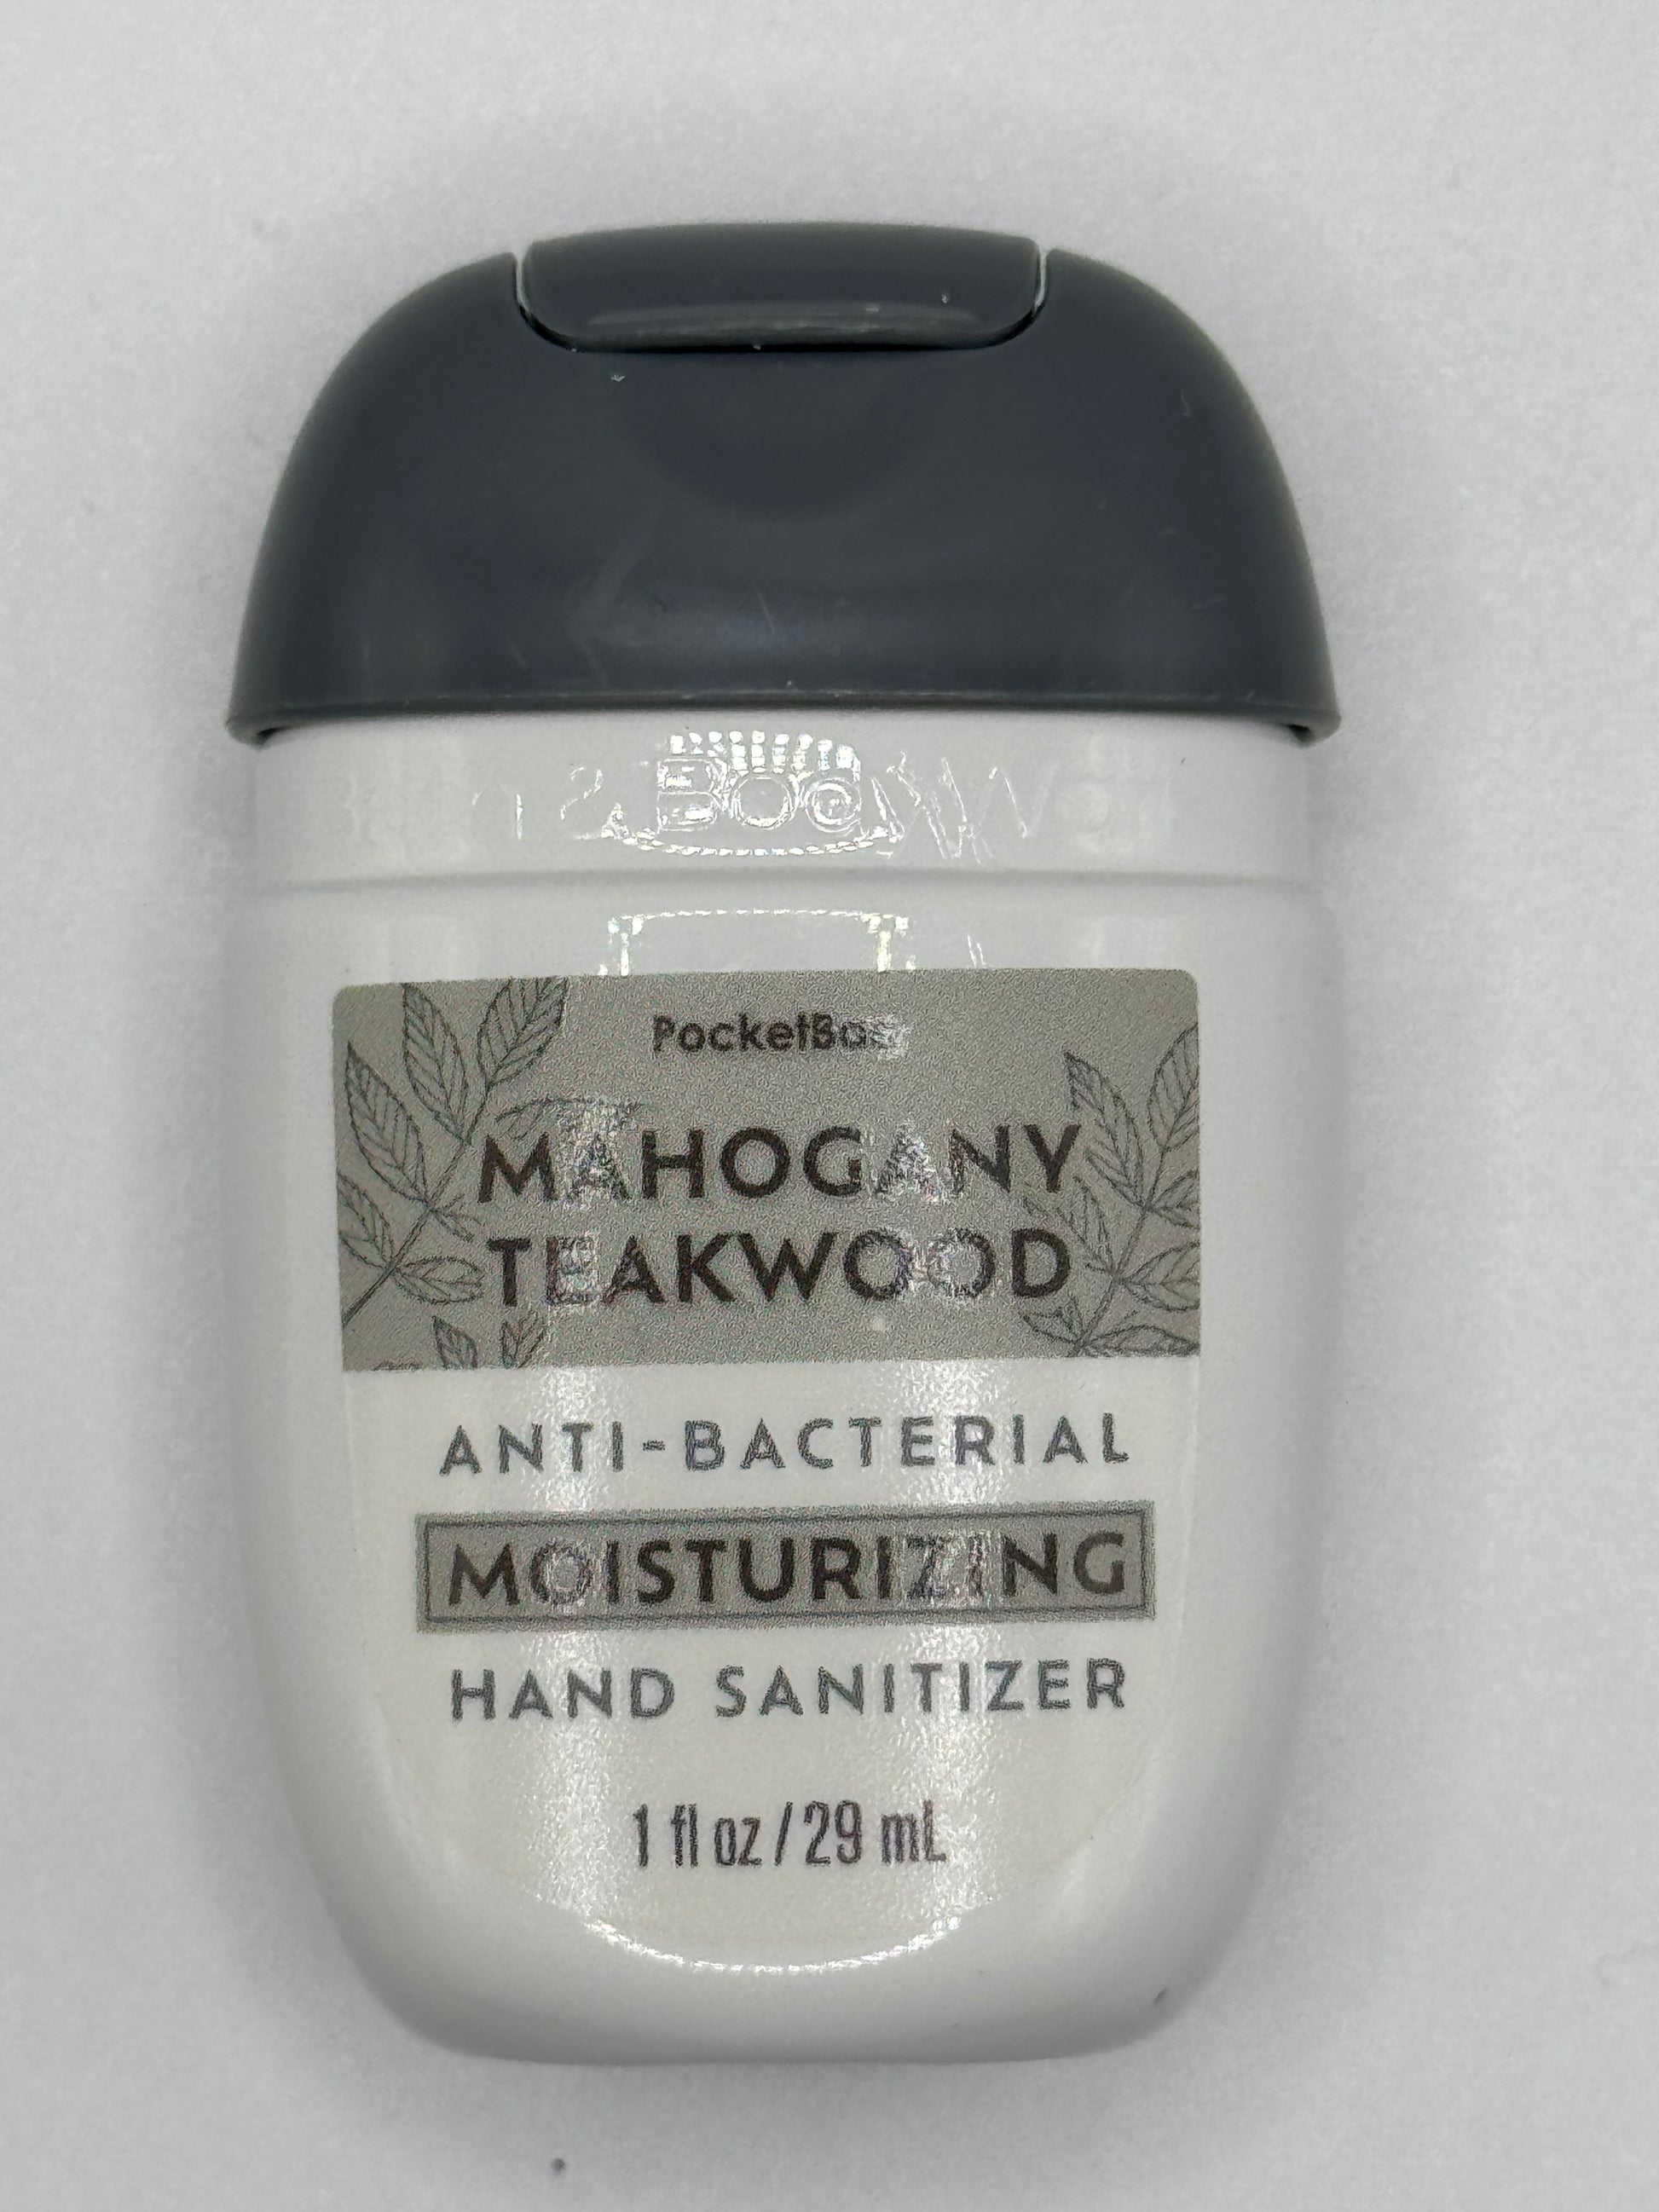 PocketBac
MAHOGANY
TEAKWOOD
ANTI-BACTERIAL
MOISTURIZING
HAND SANITIZER
1 fl oz / 29 mL